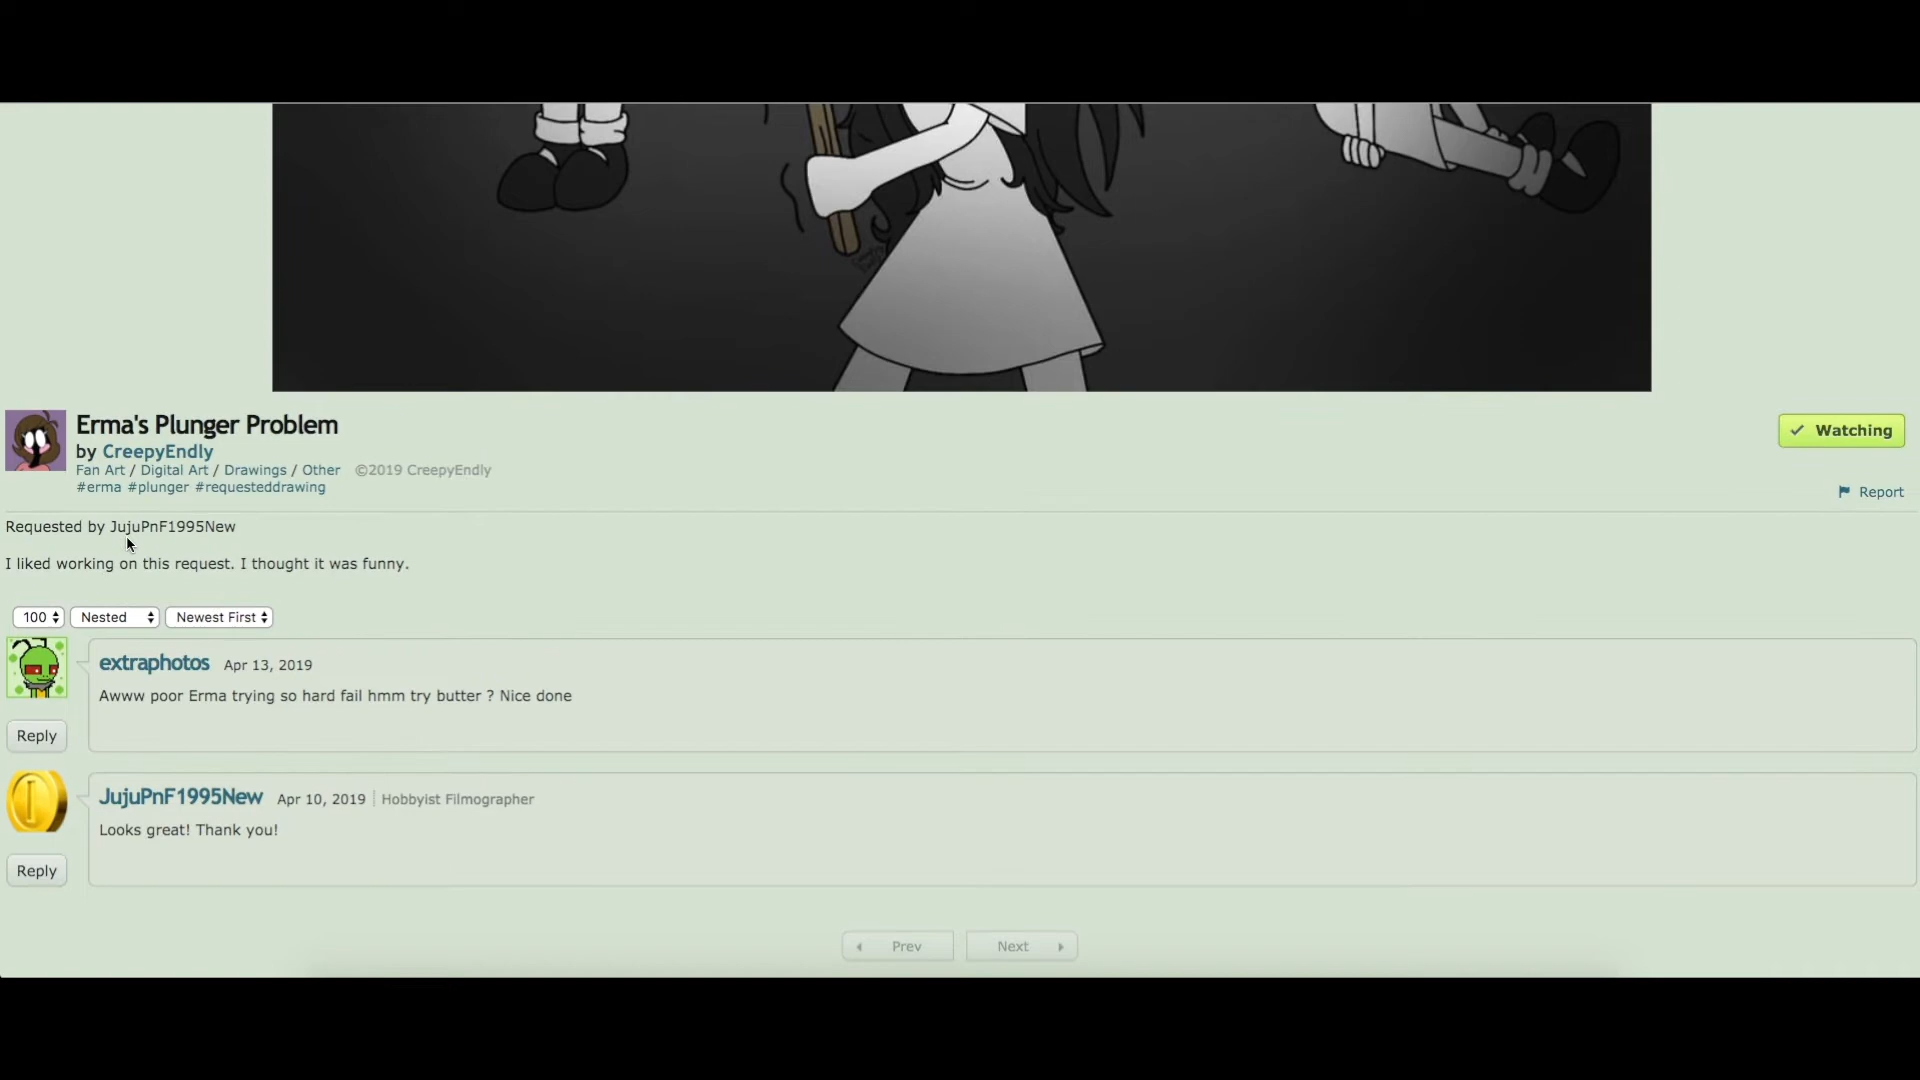 Erma's Plunger Problem
by CreepyEndly
Fan Art / Digital Art / Drawings / Other ©2019 CreepyEndly
#erma #plunger #requesteddrawing
Watching
Report
Requested by JujuPnF1995New
I liked working on this request. I thought it was funny.
100 Nested Newest First
extraphotos Apr 13, 2019
Awww poor Erma trying so hard fail hmm try butter ? Nice done
Reply
JujuPnF1995New Apr 10, 2019 Hobbyist Filmographer
Looks great! Thank you!
Reply
Prev Next